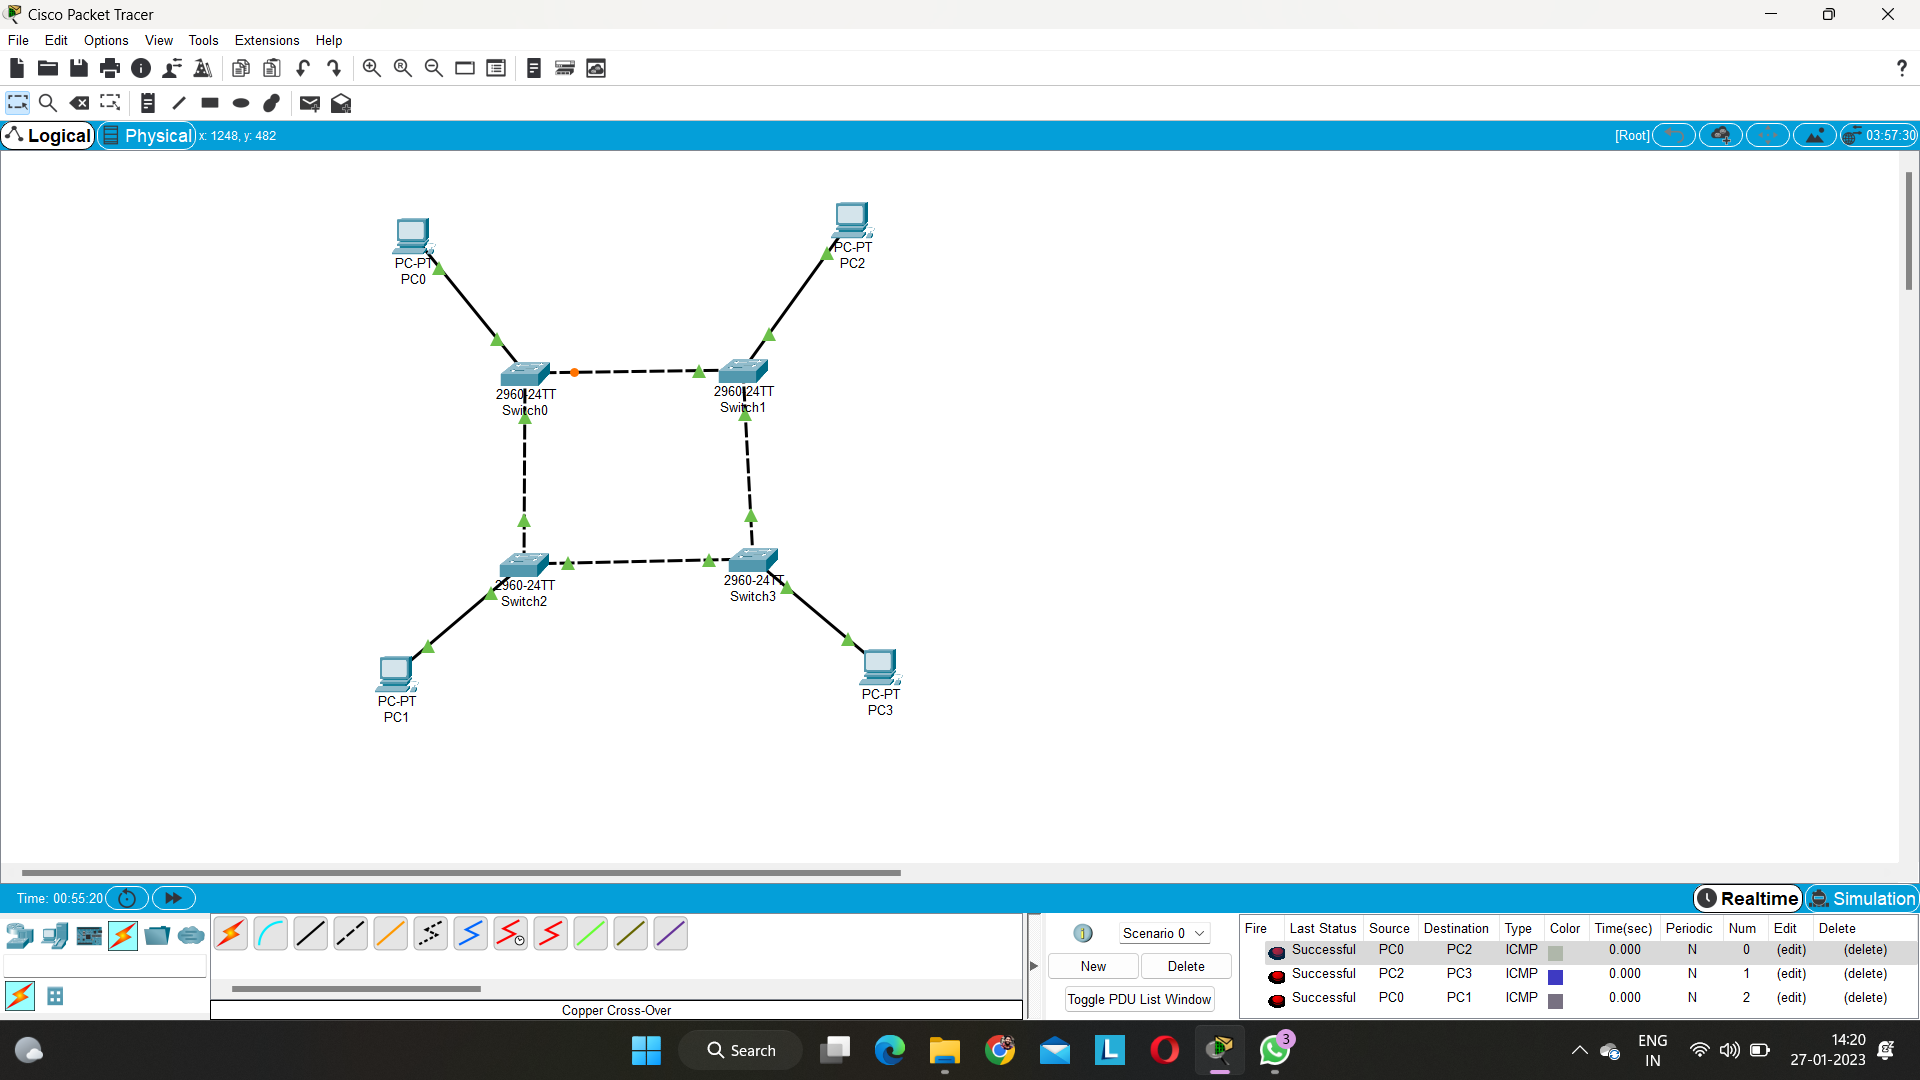 Cisco Packet Tracer
File Edit Options View Tools Extensions Help
?
Logical Physical x: 1248, y: 482 [Root] 03:57:30
PC-PT
PC0
PC-PT
PC2
2960-24TT
Switch0
2960-24TT
Switch1
2960-24TT
Switch2
2960-24TT
Switch3
PC-PT
PC1
PC-PT
PC3
Time: 00:55:20 Realtime Simulation
Scenario 0
New Delete
Toggle PDU List Window
Copper Cross-Over
Fire Last Status Source Destination Type Color Time(sec) Periodic Num Edit Delete
Successful PC0 PC2 ICMP 0.000 N 0 (edit) (delete)
Successful PC2 PC3 ICMP 0.000 N 1 (edit) (delete)
Successful PC0 PC1 ICMP 0.000 N 2 (edit) (delete)
Search
L
3
ENG
IN
14:20
27-01-2023